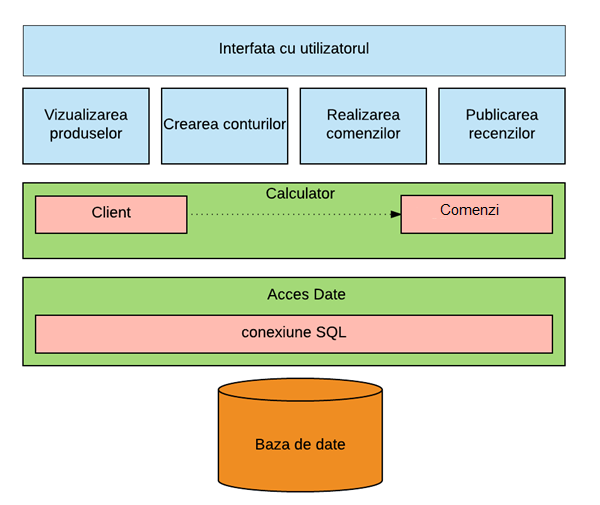 Interfata cu utilizatorul
Vizualizarea
produselor
Crearea conturilor
Realizarea
comenzilor
Publicarea
recenzilor
Calculator
Client
Comenzi
Acces Date
conexiune SQL
Baza de date